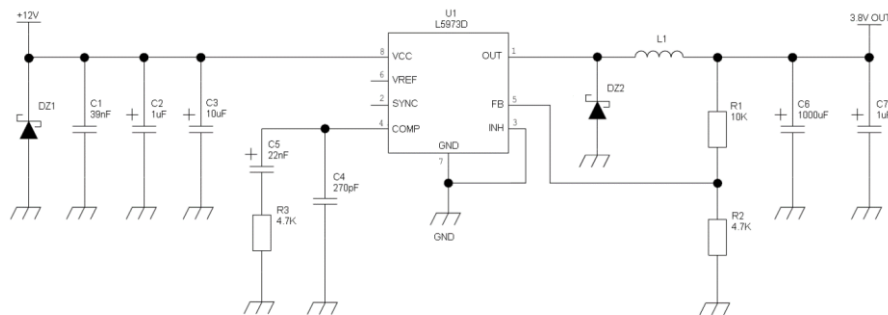 +12V
U1
L5973D
3.8V OUT
8 VCC
OUT 1
L1
6 VREF
DZ1
C1
39nF
C2
1uF
C3
10uF
2 SYNC
FB 5
DZ2
R1
10K
C6
1000uF
C7
1uF
4 COMP
INH 3
GND
7
C5
22nF
C4
270pF
R3
4.7K
R2
4.7K
GND